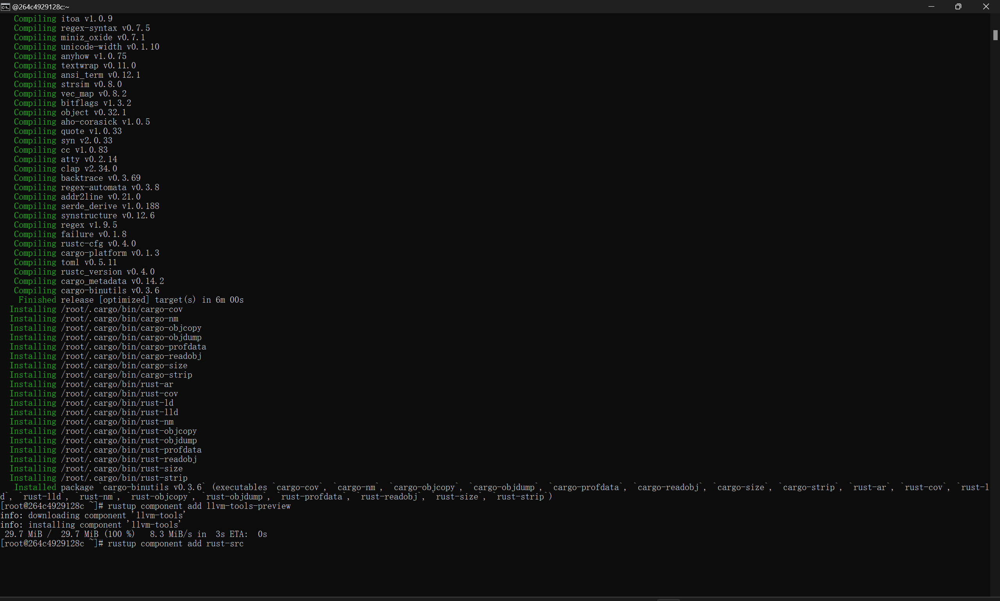 @264c4929128c:~
Compiling itoa v1.0.9
Compiling regex-syntax v0.7.5
Compiling miniz_oxide v0.7.1
Compiling unicode-width v0.1.10
Compiling anyhow v1.0.75
Compiling textwrap v0.11.0
Compiling ansi_term v0.12.1
Compiling strsim v0.8.0
Compiling vec_map v0.8.2
Compiling bitflags v1.3.2
Compiling object v0.32.1
Compiling aho-corasick v1.0.5
Compiling quote v1.0.33
Compiling syn v2.0.33
Compiling cc v1.0.83
Compiling atty v0.2.14
Compiling clap v2.34.0
Compiling backtrace v0.3.69
Compiling regex-automata v0.3.8
Compiling addr2line v0.21.0
Compiling serde_derive v1.0.188
Compiling synstructure v0.12.6
Compiling regex v1.9.5
Compiling failure v0.1.8
Compiling rustc-cfg v0.4.0
Compiling cargo-platform v0.1.3
Compiling toml v0.5.11
Compiling rustc_version v0.4.0
Compiling cargo_metadata v0.14.2
Compiling cargo-binutils v0.3.6
Finished release [optimized] target(s) in 6m 00s
Installing /root/.cargo/bin/cargo-cov
Installing /root/.cargo/bin/cargo-nm
Installing /root/.cargo/bin/cargo-objcopy
Installing /root/.cargo/bin/cargo-objdump
Installing /root/.cargo/bin/cargo-profdata
Installing /root/.cargo/bin/cargo-readobj
Installing /root/.cargo/bin/cargo-size
Installing /root/.cargo/bin/cargo-strip
Installing /root/.cargo/bin/rust-ar
Installing /root/.cargo/bin/rust-cov
Installing /root/.cargo/bin/rust-ld
Installing /root/.cargo/bin/rust-lld
Installing /root/.cargo/bin/rust-nm
Installing /root/.cargo/bin/rust-objcopy
Installing /root/.cargo/bin/rust-objdump
Installing /root/.cargo/bin/rust-profdata
Installing /root/.cargo/bin/rust-readobj
Installing /root/.cargo/bin/rust-size
Installing /root/.cargo/bin/rust-strip
Installed package `cargo-binutils v0.3.6` (executables `cargo-cov`, `cargo-nm`, `cargo-objcopy`, `cargo-objdump`, `cargo-profdata`, `cargo-readobj`, `cargo-size`, `cargo-strip`, `rust-ar`, `rust-cov`, `rust-l
d`, `rust-lld`, `rust-nm`, `rust-objcopy`, `rust-objdump`, `rust-profdata`, `rust-readobj`, `rust-size`, `rust-strip`)
[root@264c4929128c ~]# rustup component add llvm-tools-preview
info: downloading component 'llvm-tools'
info: installing component 'llvm-tools'
29.7 MiB / 29.7 MiB (100 %) 8.3 MiB/s in 3s ETA: 0s
[root@264c4929128c ~]# rustup component add rust-src